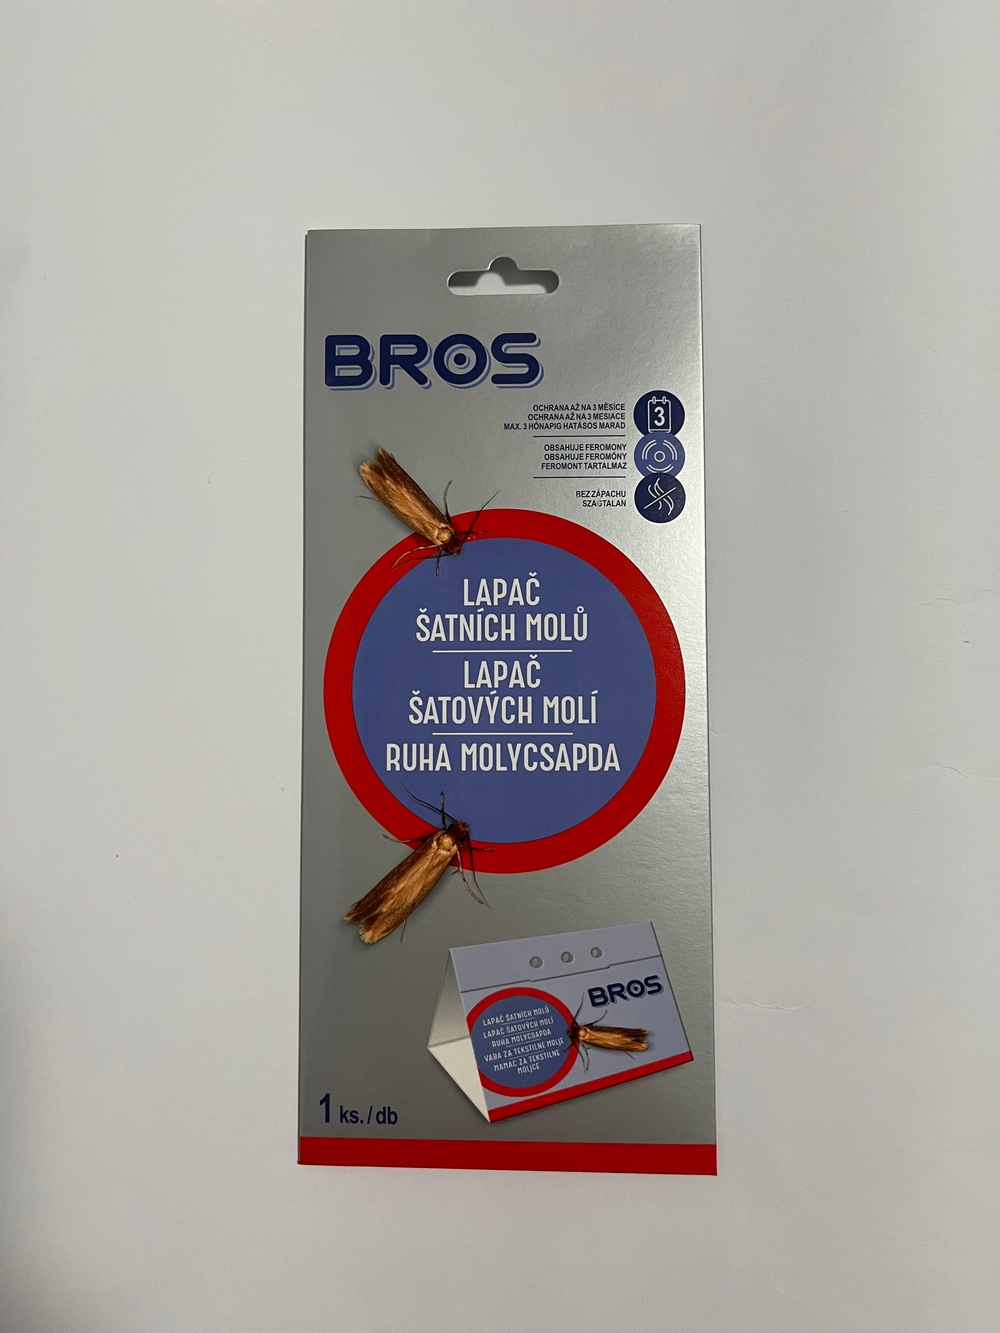 BROS
OCHRANA AŽ NA 3 MĚSÍCE
OCHRANA AŽ NA 3 MESIACE
MAX. 3 HÓNAPIG HATÁSOS MARAD
3
OBSAHUJE FEROMONY
OBSAHUJE FEROMÓNY
FEROMONT TARTALMAZ
BEZ ZÁPACHU
SZAGTALAN
LAPAČ
ŠATNÍCH MOLŮ
LAPAČ
ŠATOVÝCH MOLÍ
RUHA MOLYCSAPDA
BROS
LAPAČ ŠATNÍCH MOLŮ
LAPAČ ŠATOVÝCH MOLÍ
RUHA MOLYCSAPDA
VABA ZA TEKSTILNE MOLJE
MAMAC ZA TEKSTILNE
MOLJCE
1 ks./db